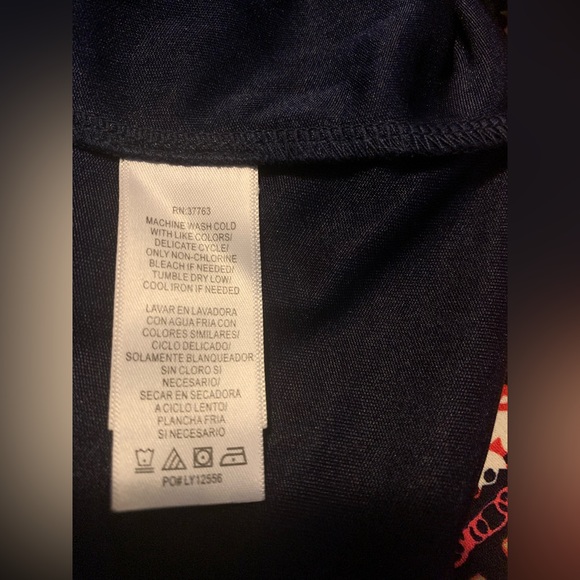 RN:37763
MACHINE WASH COLD
WITH LIKE COLORS/
DELICATE CYCLE/
ONLY NON-CHLORINE
BLEACH IF NEEDED/
TUMBLE DRY LOW/
COOL IRON IF NEEDED
LAVAR EN LAVADORA
CON AGUA FRIA CON
COLORES SIMILARES/
CICLO DELICADO/
SOLAMENTE BLANQUEADOR
SIN CLORO SI
NECESARIO/
SECAR EN SECADORA
A CICLO LENTO/
PLANCHA FRIA
SI NECESARIO
PO# LY12556